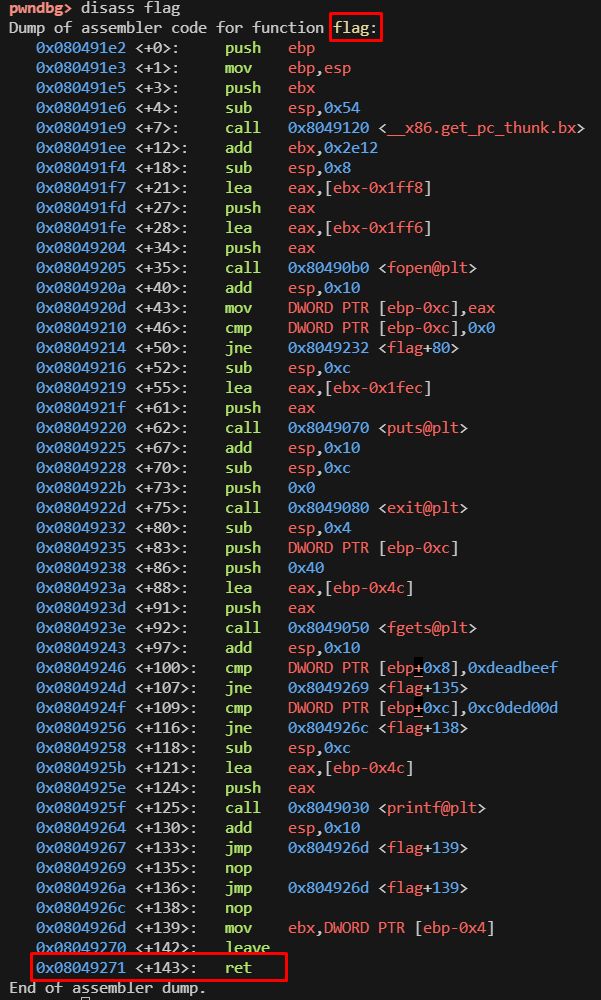 pwndbg> disass flag
Dump of assembler code for function flag:
0x080491e2 <+0>: push ebp
0x080491e3 <+1>: mov ebp,esp
0x080491e5 <+3>: push ebx
0x080491e6 <+4>: sub esp,0x54
0x080491e9 <+7>: call 0x8049120 <__x86.get_pc_thunk.bx>
0x080491ee <+12>: add ebx,0x2e12
0x080491f4 <+18>: sub esp,0x8
0x080491f7 <+21>: lea eax,[ebx-0x1ff8]
0x080491fd <+27>: push eax
0x080491fe <+28>: lea eax,[ebx-0x1ff6]
0x08049204 <+34>: push eax
0x08049205 <+35>: call 0x80490b0 <fopen@plt>
0x0804920a <+40>: add esp,0x10
0x0804920d <+43>: mov DWORD PTR [ebp-0xc],eax
0x08049210 <+46>: cmp DWORD PTR [ebp-0xc],0x0
0x08049214 <+50>: jne 0x8049232 <flag+80>
0x08049216 <+52>: sub esp,0xc
0x08049219 <+55>: lea eax,[ebx-0x1fec]
0x0804921f <+61>: push eax
0x08049220 <+62>: call 0x8049070 <puts@plt>
0x08049225 <+67>: add esp,0x10
0x08049228 <+70>: sub esp,0xc
0x0804922b <+73>: push 0x0
0x0804922d <+75>: call 0x8049080 <exit@plt>
0x08049232 <+80>: sub esp,0x4
0x08049235 <+83>: push DWORD PTR [ebp-0xc]
0x08049238 <+86>: push 0x40
0x0804923a <+88>: lea eax,[ebp-0x4c]
0x0804923d <+91>: push eax
0x0804923e <+92>: call 0x8049050 <fgets@plt>
0x08049243 <+97>: add esp,0x10
0x08049246 <+100>: cmp DWORD PTR [ebp+0x8],0xdeadbeef
0x0804924d <+107>: jne 0x8049269 <flag+135>
0x0804924f <+109>: cmp DWORD PTR [ebp+0xc],0xc0ded00d
0x08049256 <+116>: jne 0x804926c <flag+138>
0x08049258 <+118>: sub esp,0xc
0x0804925b <+121>: lea eax,[ebp-0x4c]
0x0804925e <+124>: push eax
0x0804925f <+125>: call 0x8049030 <printf@plt>
0x08049264 <+130>: add esp,0x10
0x08049267 <+133>: jmp 0x804926d <flag+139>
0x08049269 <+135>: nop
0x0804926a <+136>: jmp 0x804926d <flag+139>
0x0804926c <+138>: nop
0x0804926d <+139>: mov ebx,DWORD PTR [ebp-0x4]
0x08049270 <+142>: leave
0x08049271 <+143>: ret
End of assembler dump.